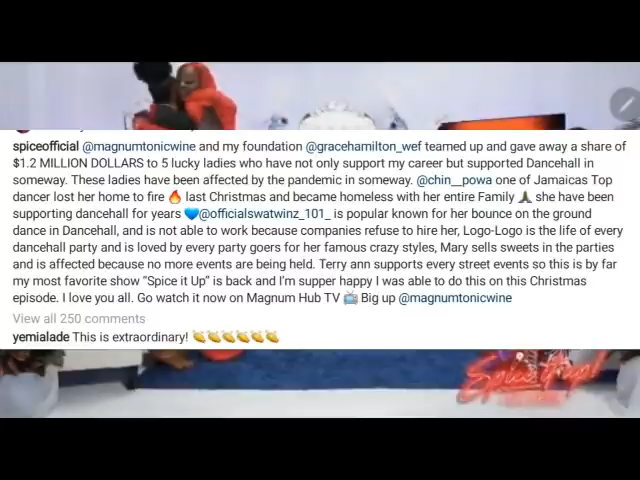 spiceofficial @magnumtonicwine and my foundation @gracehamilton_wef teamed up and gave away a share of
$1.2 MILLION DOLLARS to 5 lucky ladies who have not only support my career but supported Dancehall in
someway. These ladies have been affected by the pandemic in someway. @chin__powa one of Jamaicas Top
dancer lost her home to fire 🔥 last Christmas and became homeless with her entire Family 🙏🏿 she have been
supporting dancehall for years 💙@officialswatwinz_101_ is popular known for her bounce on the ground
dance in Dancehall, and is not able to work because companies refuse to hire her, Logo-Logo is the life of every
dancehall party and is loved by every party goers for her famous crazy styles, Mary sells sweets in the parties
and is affected because no more events are being held. Terry ann supports every street events so this is by far
my most favorite show “Spice it Up” is back and I’m supper happy I was able to do this on this Christmas
episode. I love you all. Go watch it now on Magnum Hub TV 📺 Big up @magnumtonicwine
View all 250 comments
yemialade This is extraordinary! 👏👏👏👏👏👏